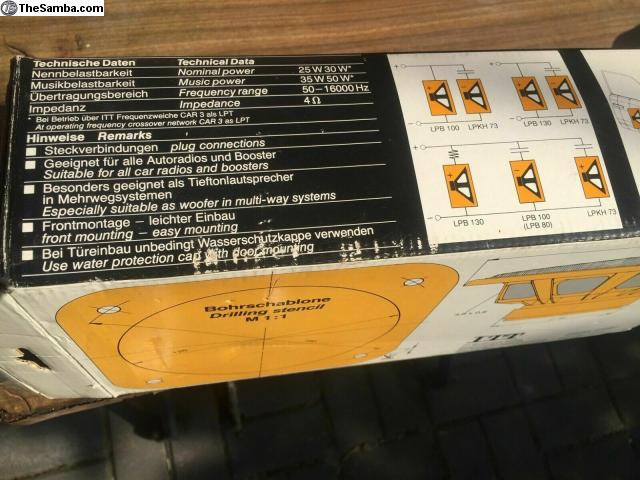 TheSamba.com
Technische Daten Technical Data
Nennbelastbarkeit Nominal power 25 W 30 W*
Musikbelastbarkeit Music power 35 W 50 W*
Übertragungsbereich Frequency range 50–16000 Hz
Impedanz Impedance 4 Ω
* Bei Betrieb über ITT Frequenzweiche CAR 3 als LPT
At operating frequency crossover network CAR 3 as LPT
Hinweise Remarks
Steckverbindungen plug connections
Geeignet für alle Autoradios und Booster
Suitable for all car radios and boosters
Besonders geeignet als Tieftonlautsprecher
in Mehrwegsystemen
Especially suitable as woofer in multi-way systems
Frontmontage – leichter Einbau
front mounting – easy mounting
Bei Türeinbau unbedingt Wasserschutzkappe verwenden
Use water protection cap with door mounting
+ +
LPB 100 LPKH 73 LPB 130 LPKH 73
+
–
LPB 130 LPB 100 LPKH 73
(LPB 80)
Bohrschablone
Drilling stencil
M 1:1
ITT